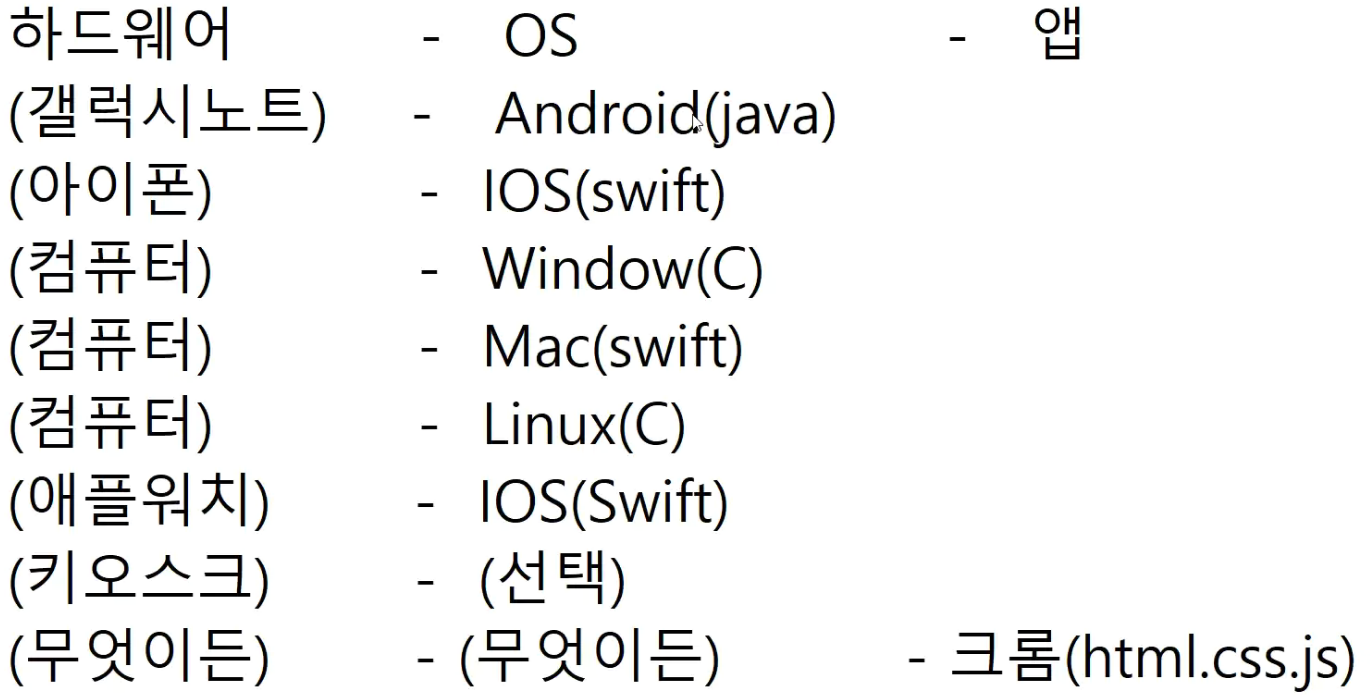 하드웨어 - OS - 앱
(갤럭시노트) - Android(java)
(아이폰) - IOS(swift)
(컴퓨터) - Window(C)
(컴퓨터) - Mac(swift)
(컴퓨터) - Linux(C)
(애플워치) - IOS(Swift)
(키오스크) - (선택)
(무엇이든) - (무엇이든) - 크롬(html.css.js)